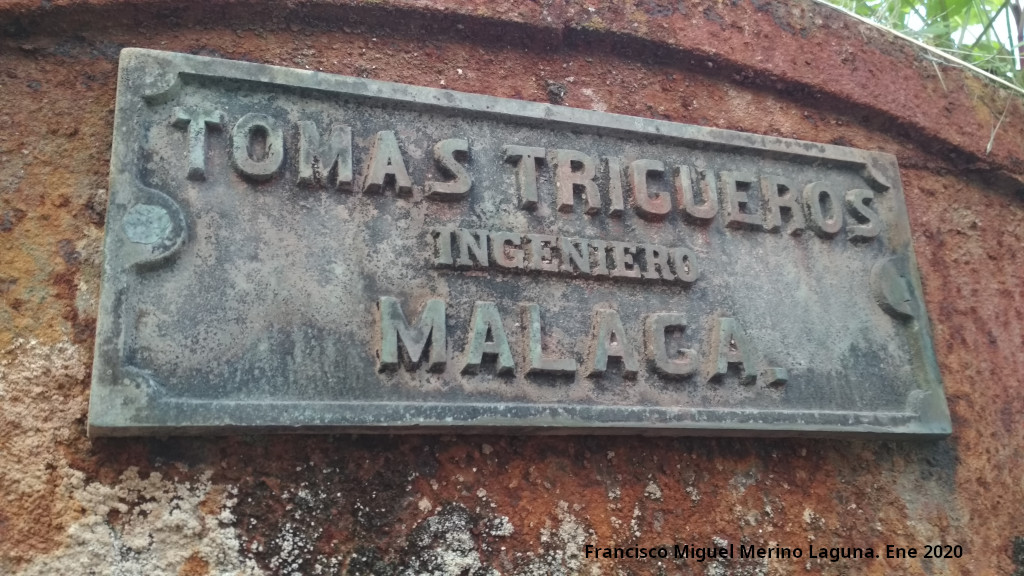 TOMAS TRIGUEROS
INGENIERO
MALAGA.
Francisco Miguel Merino Laguna. Ene 2020